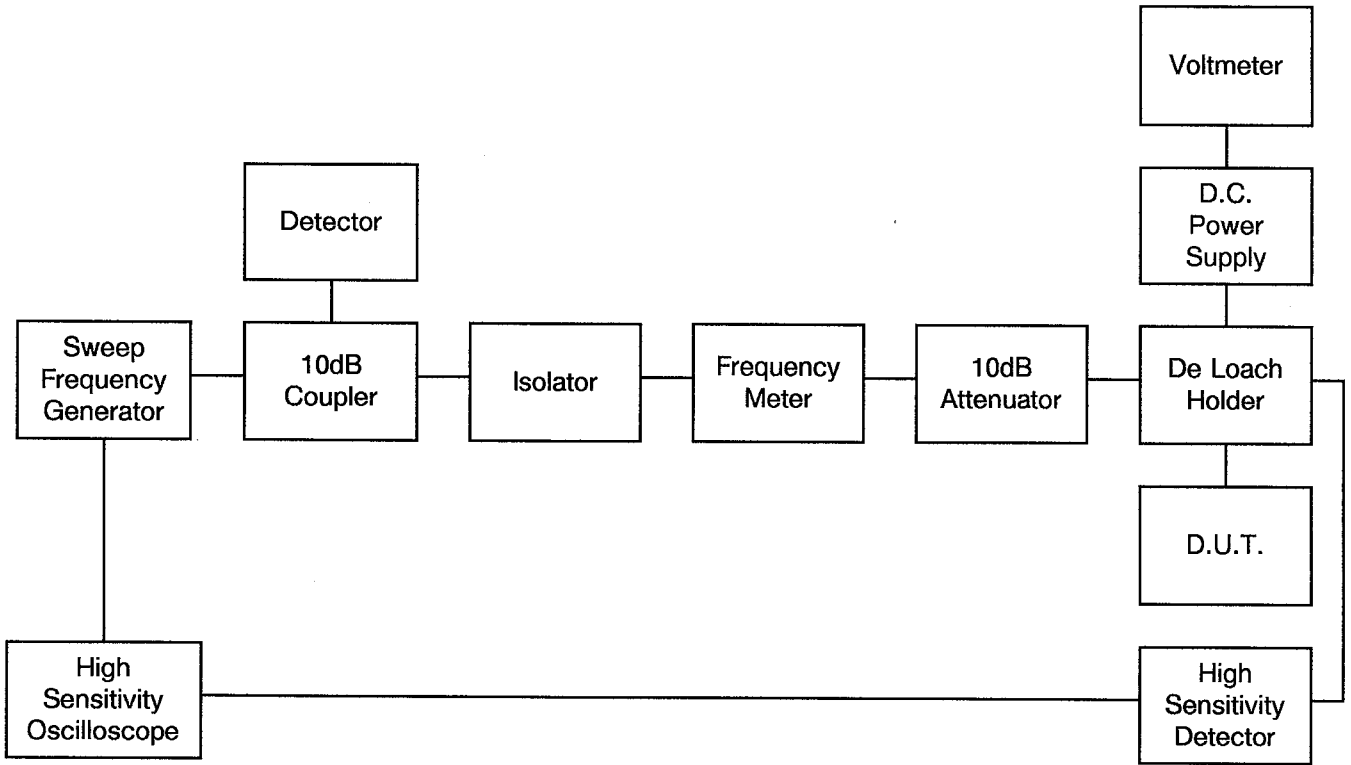 Voltmeter
D.C.
Power
Supply
Detector
Sweep
Frequency
Generator
10dB
Coupler
Isolator
Frequency
Meter
10dB
Attenuator
De Loach
Holder
D.U.T.
High
Sensitivity
Oscilloscope
High
Sensitivity
Detector